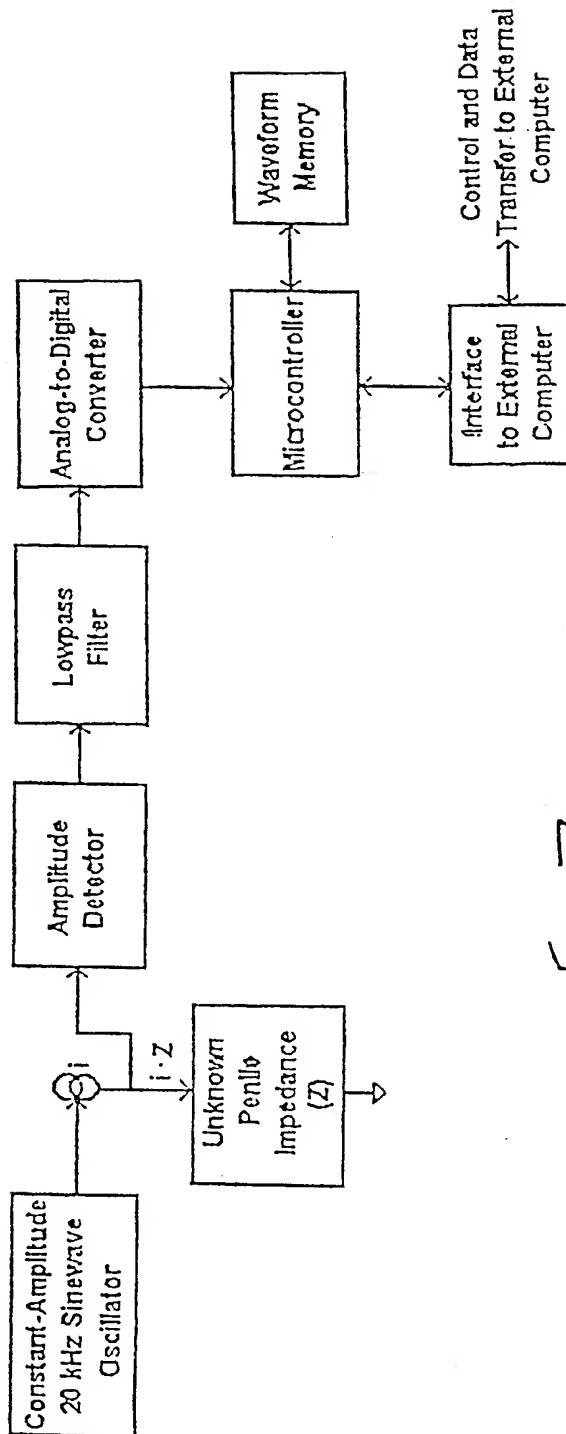 Constant-Amplitude
20 kHz Sinewave
Oscillator
i
i · Z
Unknown
Penile
Impedance
(Z)
Amplitude
Detector
Lowpass
Filter
Analog-to-Digital
Converter
Microcontroller
Waveform
Memory
Interface
to External
Computer
Control and Data
Transfer to External
Computer